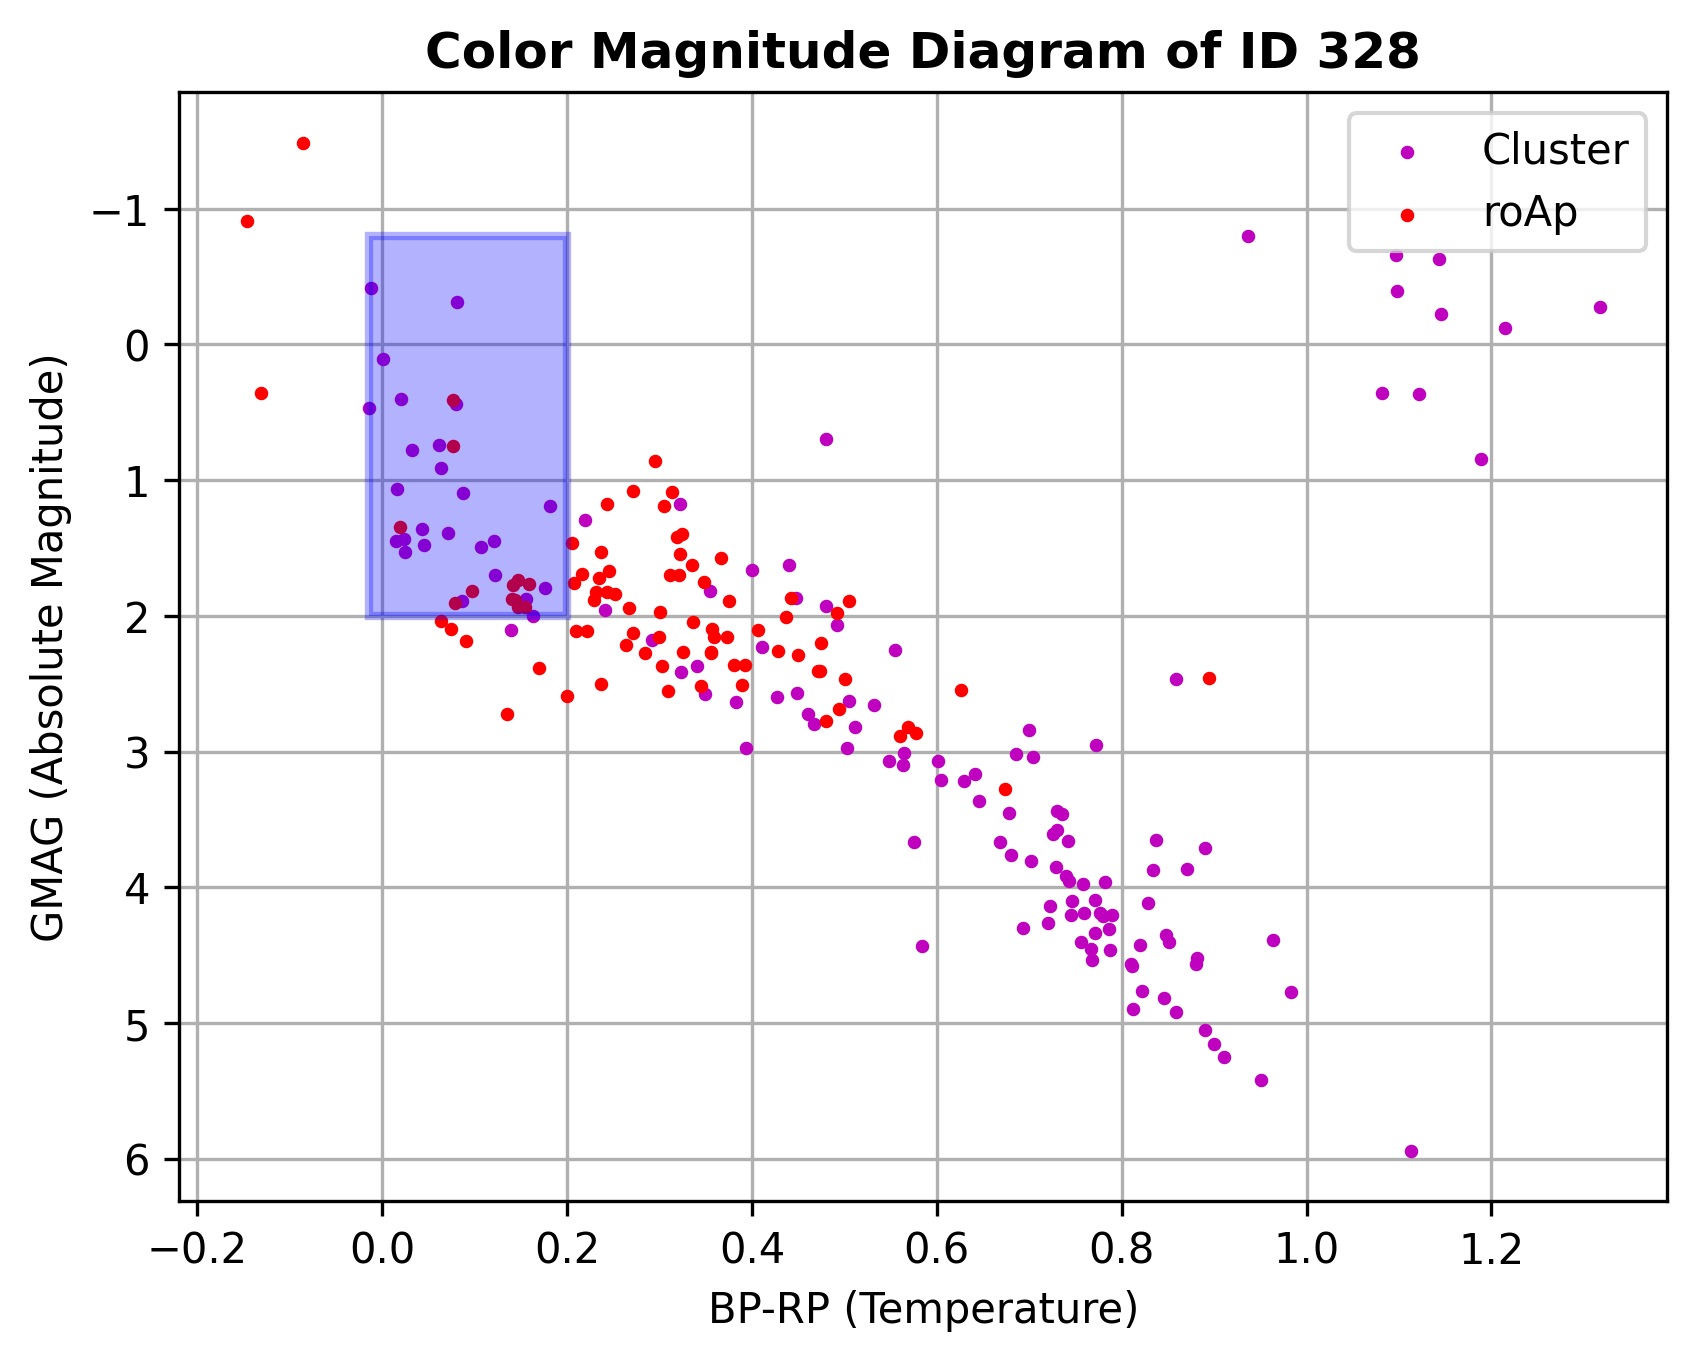 Color Magnitude Diagram of ID 328
Cluster
roAp
GMAG (Absolute Magnitude)
−1
0
1
2
3
4
5
6
−0.2 0.0 0.2 0.4 0.6 0.8 1.0 1.2
BP-RP (Temperature)